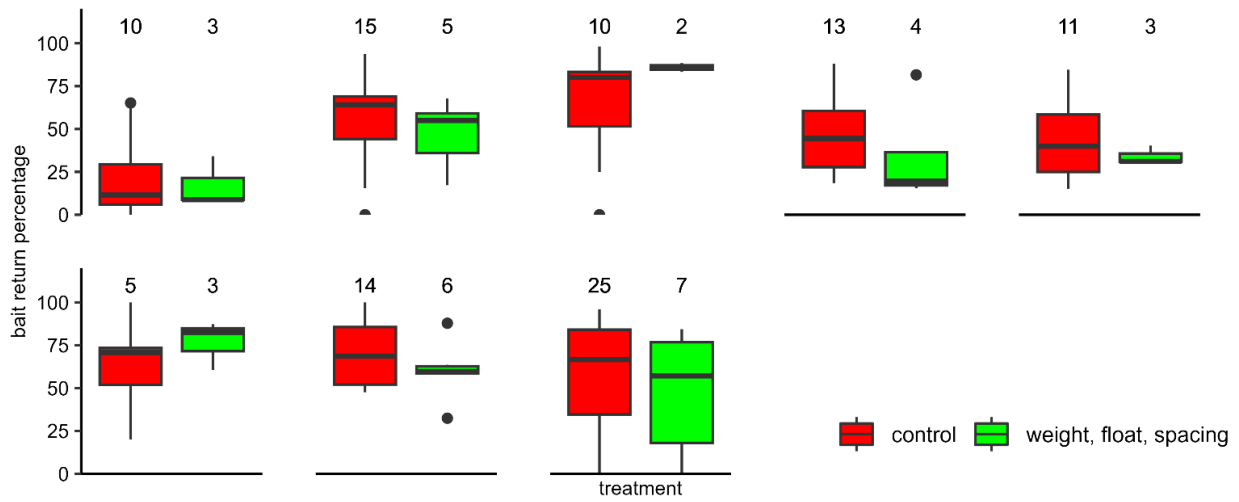 10 3 15 5 10 2 13 4 11 3
100
75
50
25
0
bait return percentage
5 3 14 6 25 7
100
75
50
25
0
control weight, float, spacing
treatment